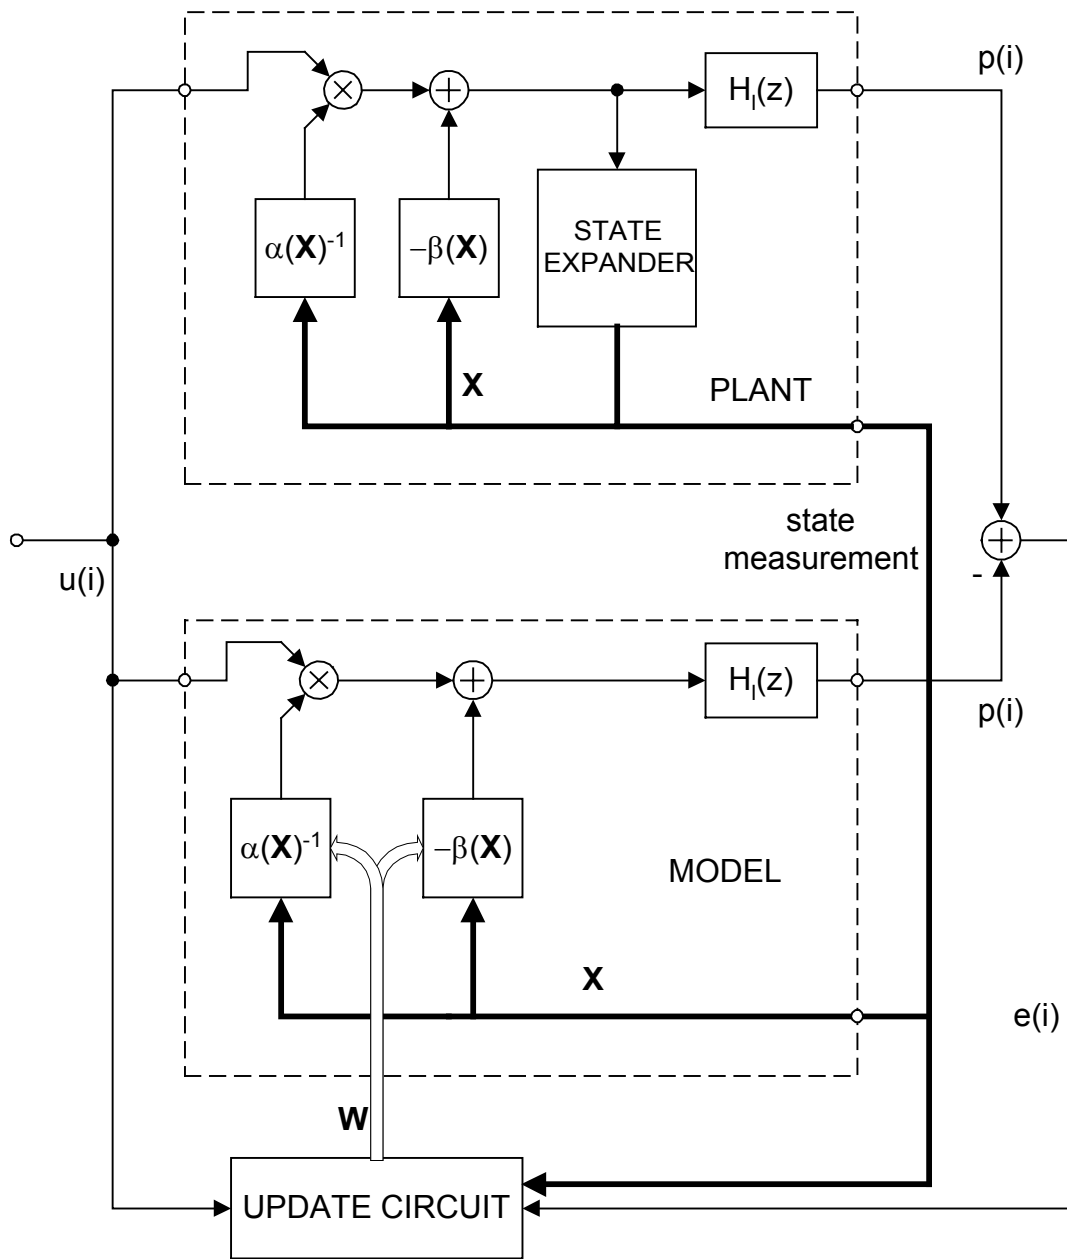 p(i)
× + H_l(z)
α(X)⁻¹ −β(X) STATE
EXPANDER
X PLANT
state
measurement
+
-
u(i)
× + H_l(z)
p(i)
α(X)⁻¹ −β(X)
MODEL
X
e(i)
W
UPDATE CIRCUIT